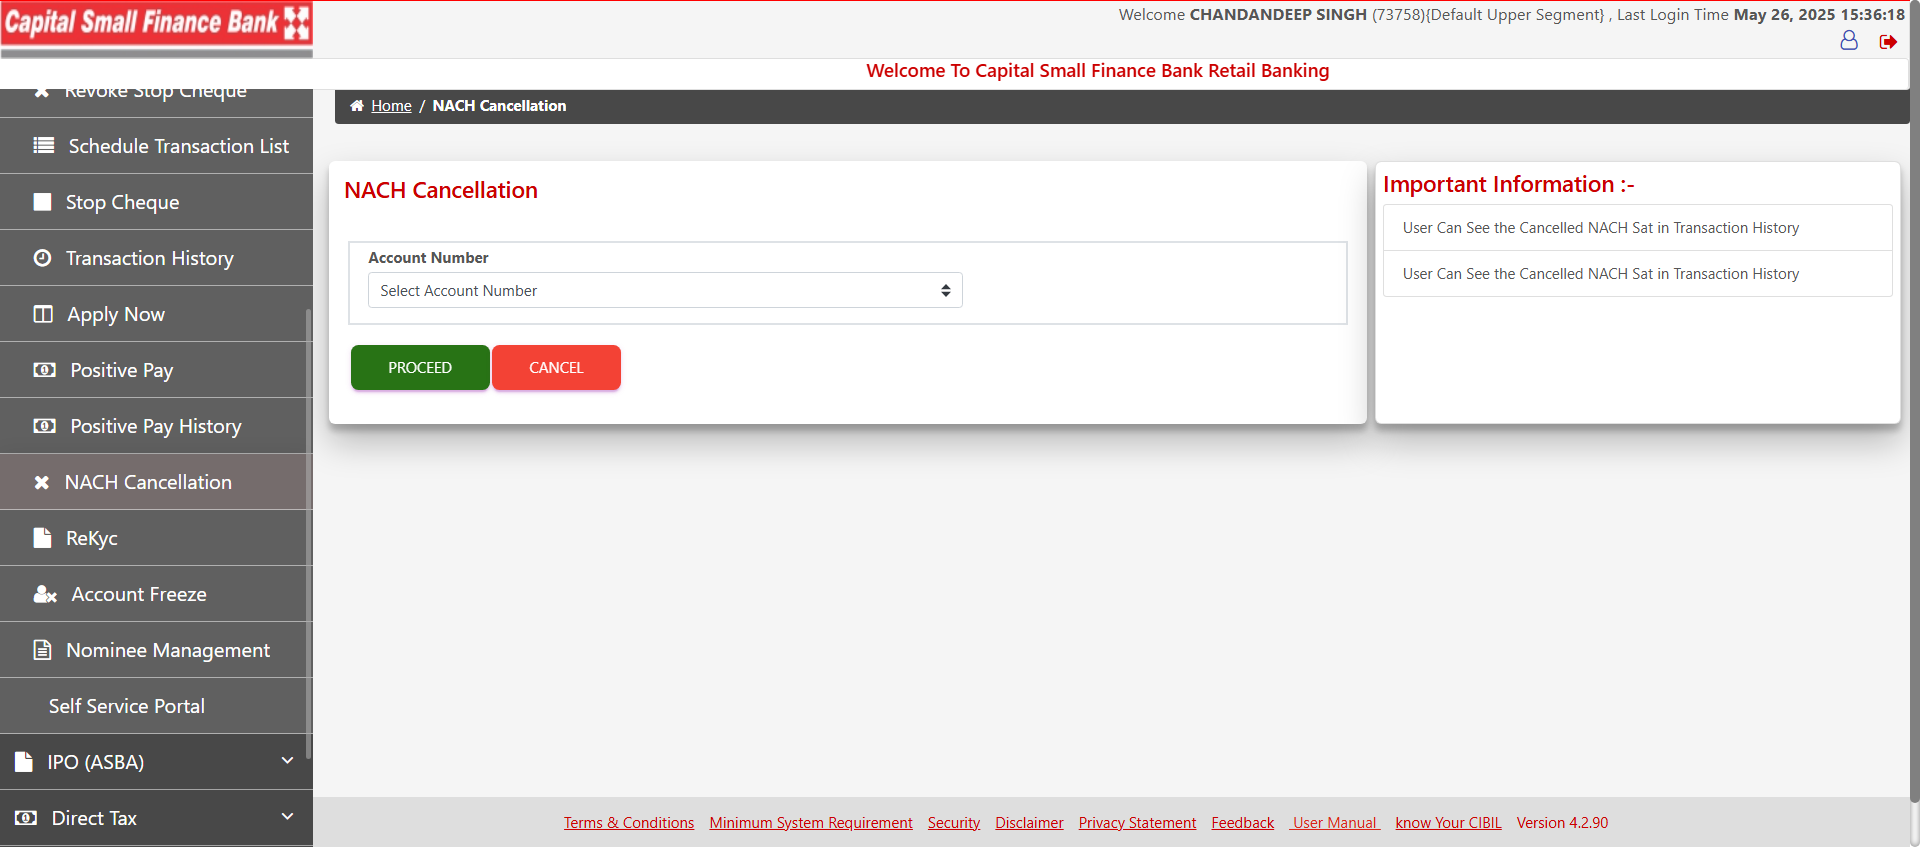 Capital Small Finance Bank
Welcome CHANDANDEEP SINGH (73758){Default Upper Segment} , Last Login Time May 26, 2025 15:36:18
Welcome To Capital Small Finance Bank Retail Banking
Revoke Stop Cheque
Schedule Transaction List
Stop Cheque
Transaction History
Apply Now
Positive Pay
Positive Pay History
NACH Cancellation
ReKyc
Account Freeze
Nominee Management
Self Service Portal
IPO (ASBA)
Direct Tax
Home / NACH Cancellation
NACH Cancellation
Account Number
Select Account Number
PROCEED CANCEL
Important Information :-
User Can See the Cancelled NACH Sat in Transaction History
User Can See the Cancelled NACH Sat in Transaction History
Terms & Conditions Minimum System Requirement Security Disclaimer Privacy Statement Feedback User Manual know Your CIBIL Version 4.2.90